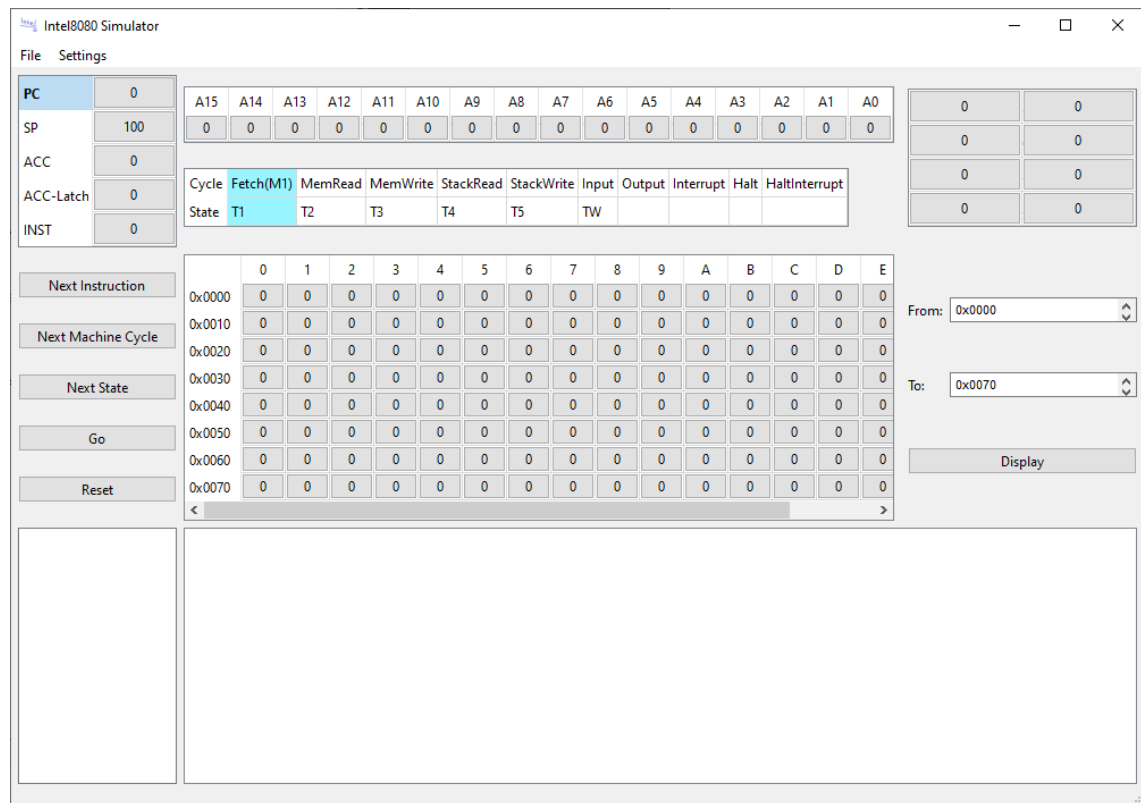 Intel8080 Simulator
File Settings
PC 0
SP 100
ACC 0
ACC-Latch 0
INST 0
A15 A14 A13 A12 A11 A10 A9 A8 A7 A6 A5 A4 A3 A2 A1 A0
0 0 0 0 0 0 0 0 0 0 0 0 0 0 0 0
Cycle Fetch(M1) MemRead MemWrite StackRead StackWrite Input Output Interrupt Halt HaltInterrupt
State T1 T2 T3 T4 T5 TW
0 0
0 0
0 0
0 0
Next Instruction
Next Machine Cycle
Next State
Go
Reset
0 1 2 3 4 5 6 7 8 9 A B C D E
0x0000 0 0 0 0 0 0 0 0 0 0 0 0 0 0 0
0x0010 0 0 0 0 0 0 0 0 0 0 0 0 0 0 0
0x0020 0 0 0 0 0 0 0 0 0 0 0 0 0 0 0
0x0030 0 0 0 0 0 0 0 0 0 0 0 0 0 0 0
0x0040 0 0 0 0 0 0 0 0 0 0 0 0 0 0 0
0x0050 0 0 0 0 0 0 0 0 0 0 0 0 0 0 0
0x0060 0 0 0 0 0 0 0 0 0 0 0 0 0 0 0
0x0070 0 0 0 0 0 0 0 0 0 0 0 0 0 0 0
From: 0x0000
To: 0x0070
Display